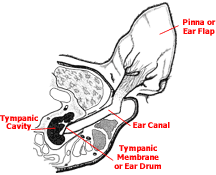 Pinna or
Ear Flap
Tympanic
Cavity
Ear Canal
Tympanic
Membrane
or Ear Drum